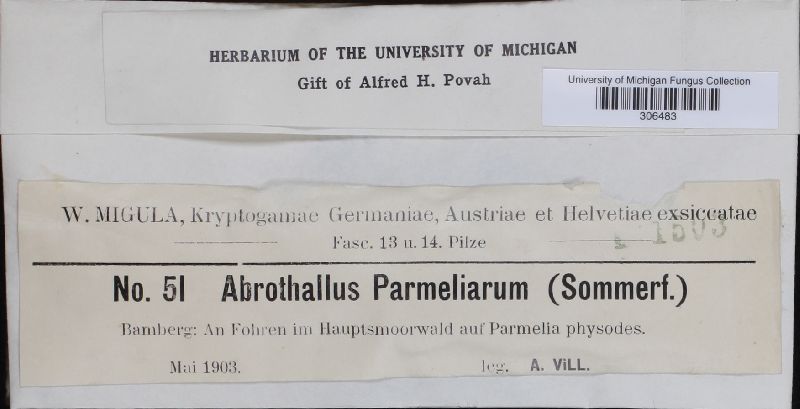 HERBARIUM OF THE UNIVERSITY OF MICHIGAN
Gift of Alfred H. Povah
University of Michigan Fungus Collection
306483
W. MIGULA, Kryptogamae Germaniae, Austriae et Helvetiae exsiccatae
Fasc. 13 u. 14. Pilze
1503
No. 51 Abrothallus Parmeliarum (Sommerf.)
Bamberg: An Föhren im Hauptsmoorwald auf Parmelia physodes.
Mai 1903.
leg. A. ViLL.